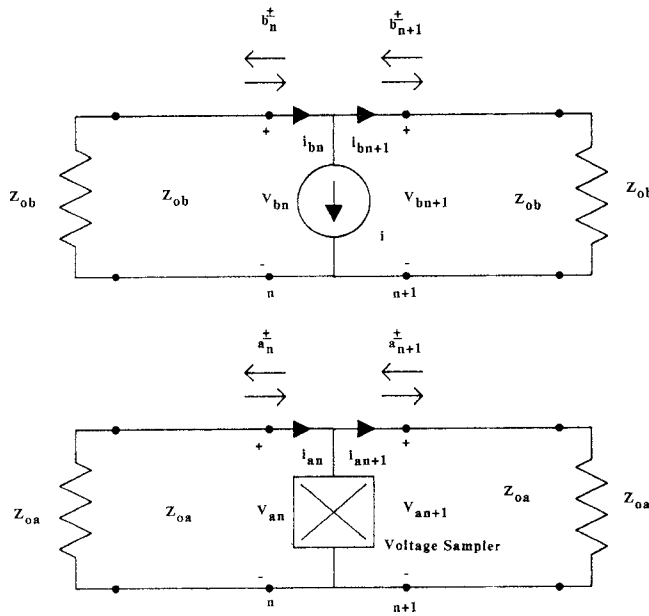 b±n b±n+1
+ +
ibn ibn+1
Zob Zob Vbn Vbn+1 Zob Zob
i
- -
n n+1
a±n a±n+1
+ +
ian ian+1
Zoa Zoa Van Van+1 Zoa Zoa
Voltage Sampler
- -
n n+1